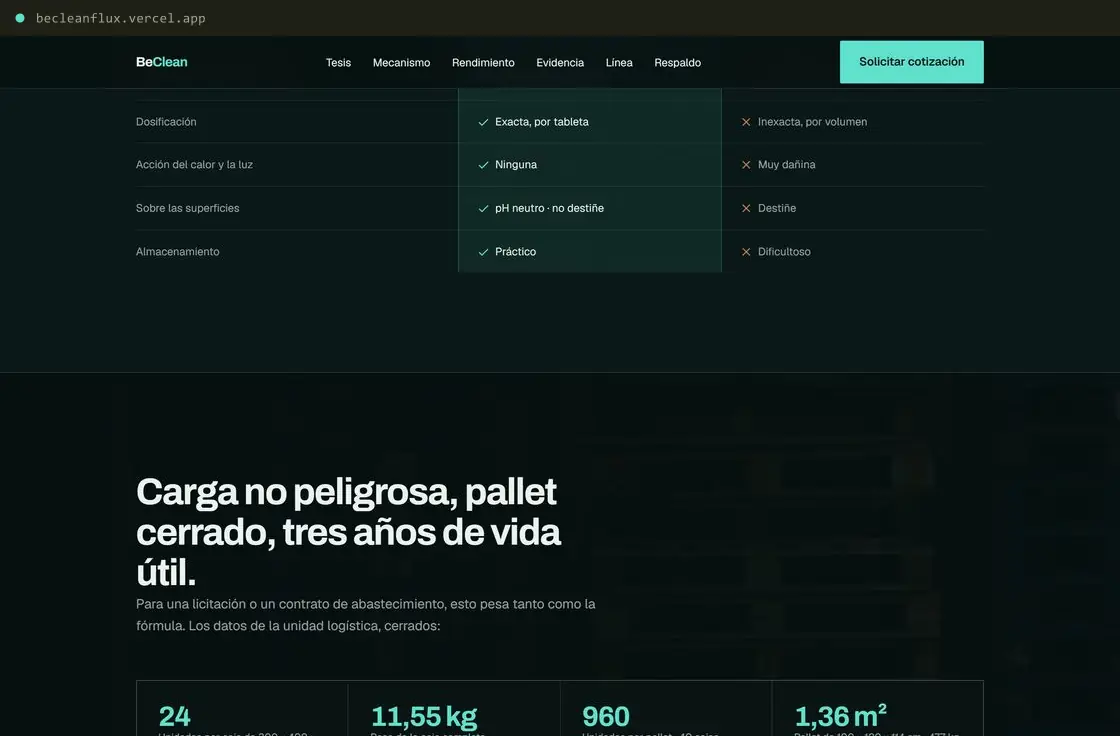 becleanflux.vercel.app
BeClean
Tesis
Mecanismo
Rendimiento
Evidencia
Línea
Respaldo
Solicitar cotización
Dosificación
Exacta, por tableta
Inexacta, por volumen
Acción del calor y la luz
Ninguna
Muy dañina
Sobre las superficies
pH neutro · no destiñe
Destiñe
Almacenamiento
Práctico
Dificultoso
Carga no peligrosa, pallet
cerrado, tres años de vida
útil.
Para una licitación o un contrato de abastecimiento, esto pesa tanto como la
fórmula. Los datos de la unidad logística, cerrados:
24
11,55 kg
960
1,36 m²